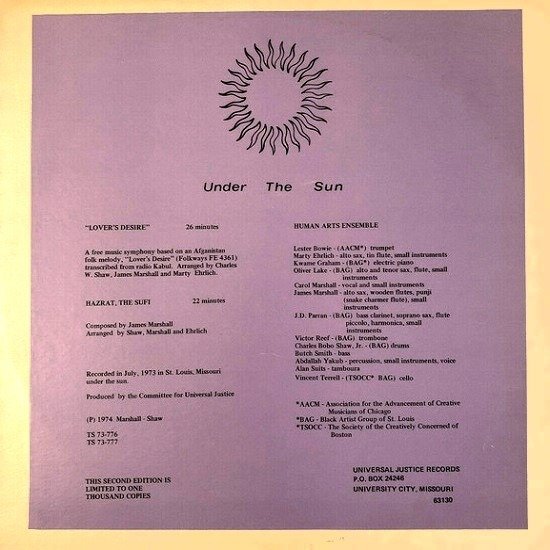 Under The Sun
"LOVER'S DESIRE" 26 minutes
A free music symphony based on an Afganistan
folk melody, "Lover's Desire" (Folkways FE 4361)
transcribed from radio Kabul. Arranged by Charles
W. Shaw, James Marshall and Marty Ehrlich.
HAZRAT, THE SUFI 22 minutes
Composed by James Marshall
Arranged by Shaw, Marshall and Ehrlich
Recorded in July, 1973 in St. Louis, Missouri
under the sun.
Produced by the Committee for Universal Justice
(P) 1974 Marshall - Shaw
TS 73-776
TS 73-777
THIS SECOND EDITION IS
LIMITED TO ONE
THOUSAND COPIES
HUMAN ARTS ENSEMBLE
Lester Bowie - (AACM*) trumpet
Marty Ehrlich - alto sax, tin flute, small instruments
Kwame Graham - (BAG*) electric piano
Oliver Lake - (BAG) alto and tenor sax, flute, small
instruments
Carol Marshall - vocal and small instruments
James Marshall - alto sax, wooden flutes, punji
(snake charmer flute), small
instruments
J.D. Parran - (BAG) bass clarinet, soprano sax, flute
piccolo, harmonica, small
instruments
Victor Reef - (BAG) trombone
Charles Bobo Shaw, Jr. - (BAG) drums
Butch Smith - bass
Abdallah Yakub - percussion, small instruments, voice
Alan Suits - tamboura
Vincent Terrell - (TSOCC* BAG) cello
*AACM - Association for the Advancement of Creative
Musicians of Chicago
*BAG - Black Artist Group of St. Louis
*TSOCC - The Society of the Creatively Concerned of
Boston
UNIVERSAL JUSTICE RECORDS
P.O. BOX 24246
UNIVERSITY CITY, MISSOURI
63130